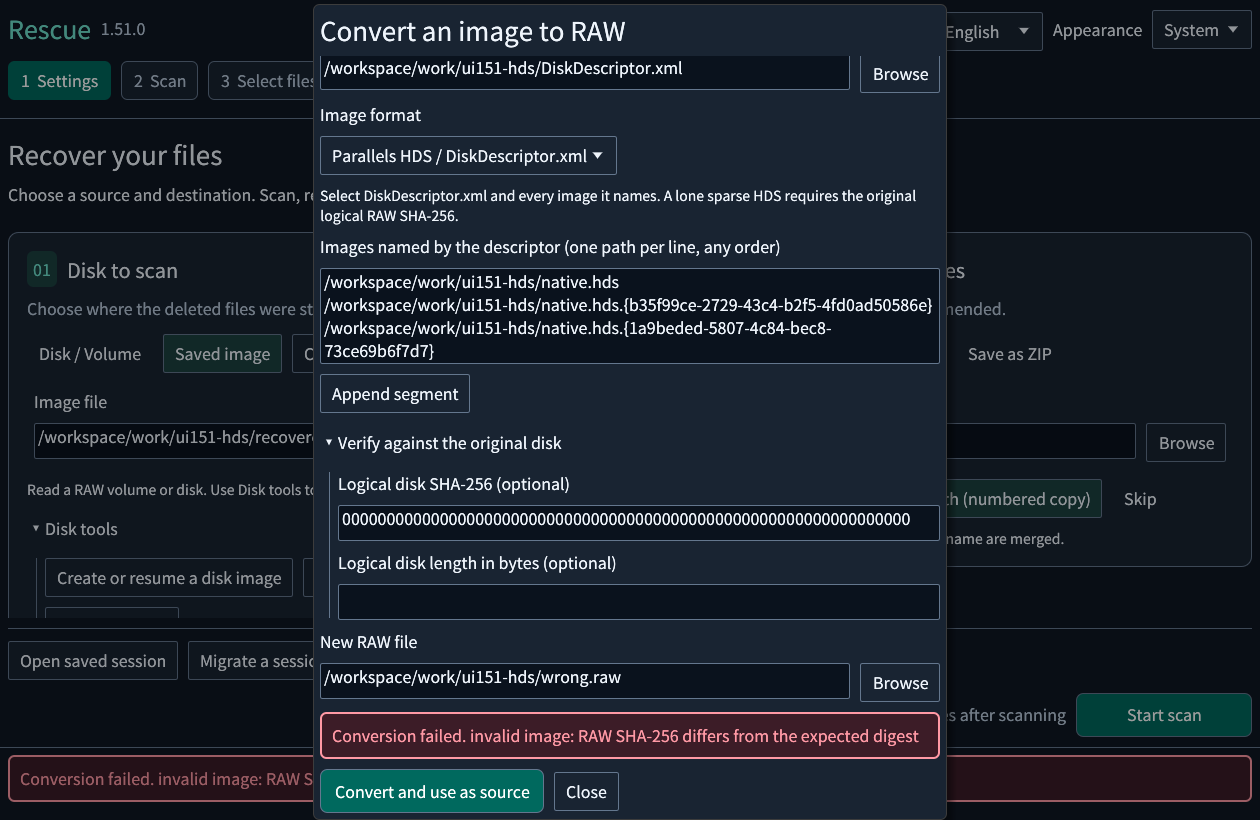 Rescue 1.51.0
English
Appearance
System
1 Settings
2 Scan
3 Select files
Recover your files
Choose a source and destination. Scan,
01 Disk to scan
Choose where the deleted files were
Disk / Volume
Saved image
Image file
/workspace/work/ui151-hds/recover
Read a RAW volume or disk. Use Disk tools
Disk tools
Create or resume a disk image
Open saved session
Migrate a
Conversion failed. invalid image: RAW
Convert an image to RAW
/workspace/work/ui151-hds/DiskDescriptor.xml
Browse
Image format
Parallels HDS / DiskDescriptor.xml
Select DiskDescriptor.xml and every image it names. A lone sparse HDS requires the original
logical RAW SHA-256.
Images named by the descriptor (one path per line, any order)
/workspace/work/ui151-hds/native.hds
/workspace/work/ui151-hds/native.hds.{b35f99ce-2729-43c4-b2f5-4fd0ad50586e}
/workspace/work/ui151-hds/native.hds.{1a9beded-5807-4c84-bec8-
73ce69b6f7d7}
Append segment
Verify against the original disk
Logical disk SHA-256 (optional)
0000000000000000000000000000000000000000000000000000000000000000
Logical disk length in bytes (optional)
New RAW file
/workspace/work/ui151-hds/wrong.raw
Browse
Conversion failed. invalid image: RAW SHA-256 differs from the expected digest
Convert and use as source
Close
Save as ZIP
Browse
(numbered copy)
Skip
name are merged.
after scanning
Start scan